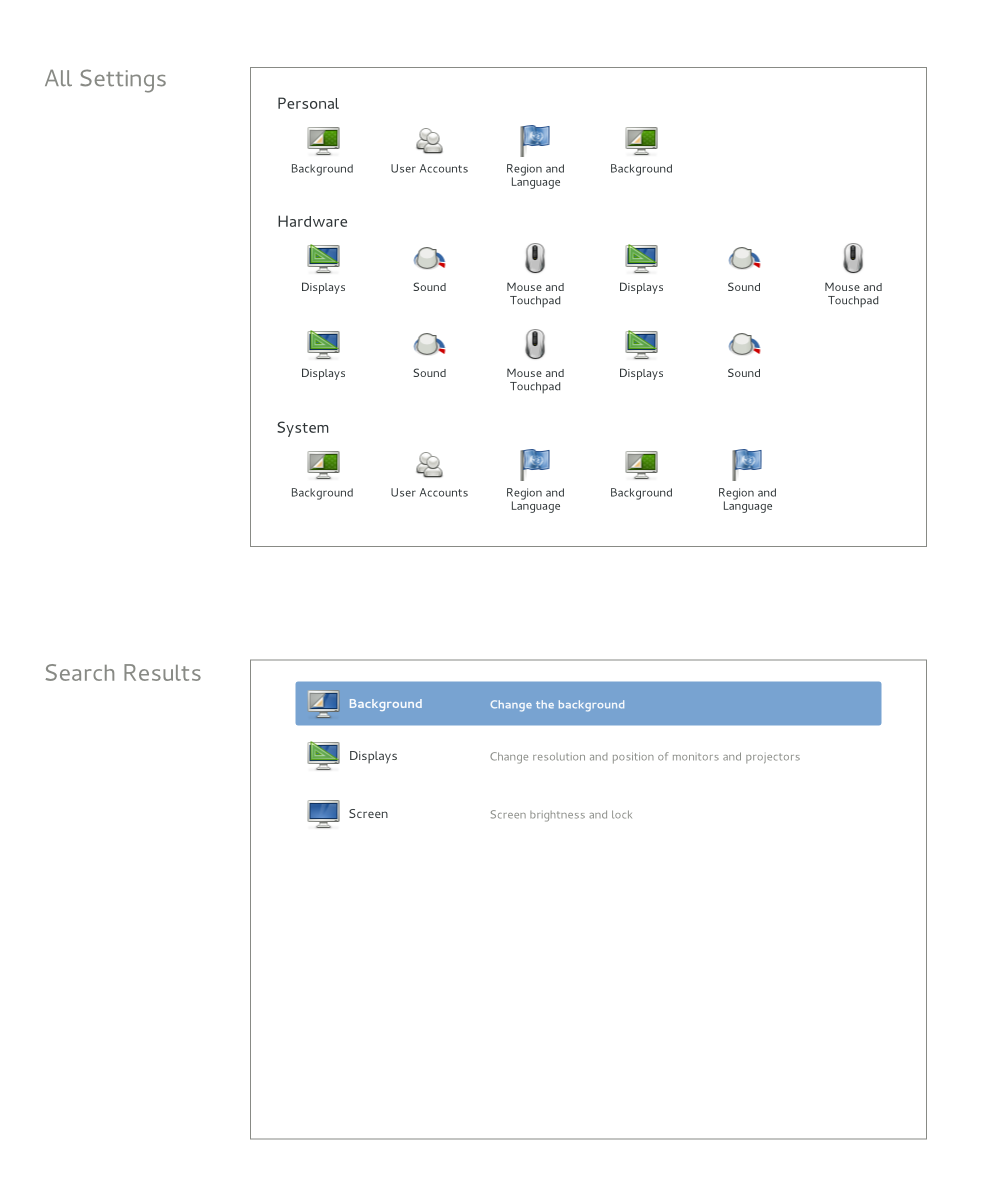 All Settings
Personal
Background User Accounts Region and Language Background
Hardware
Displays Sound Mouse and Touchpad Displays Sound Mouse and Touchpad
Displays Sound Mouse and Touchpad Displays Sound
System
Background User Accounts Region and Language Background Region and Language
Search Results
Background Change the background
Displays Change resolution and position of monitors and projectors
Screen Screen brightness and lock